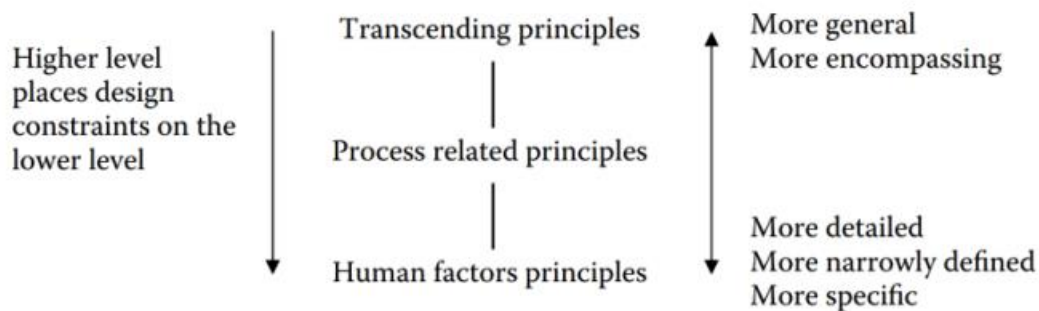 Higher level
places design
constraints on the
lower level
Transcending principles
Process related principles
Human factors principles
More general
More encompassing
More detailed
More narrowly defined
More specific